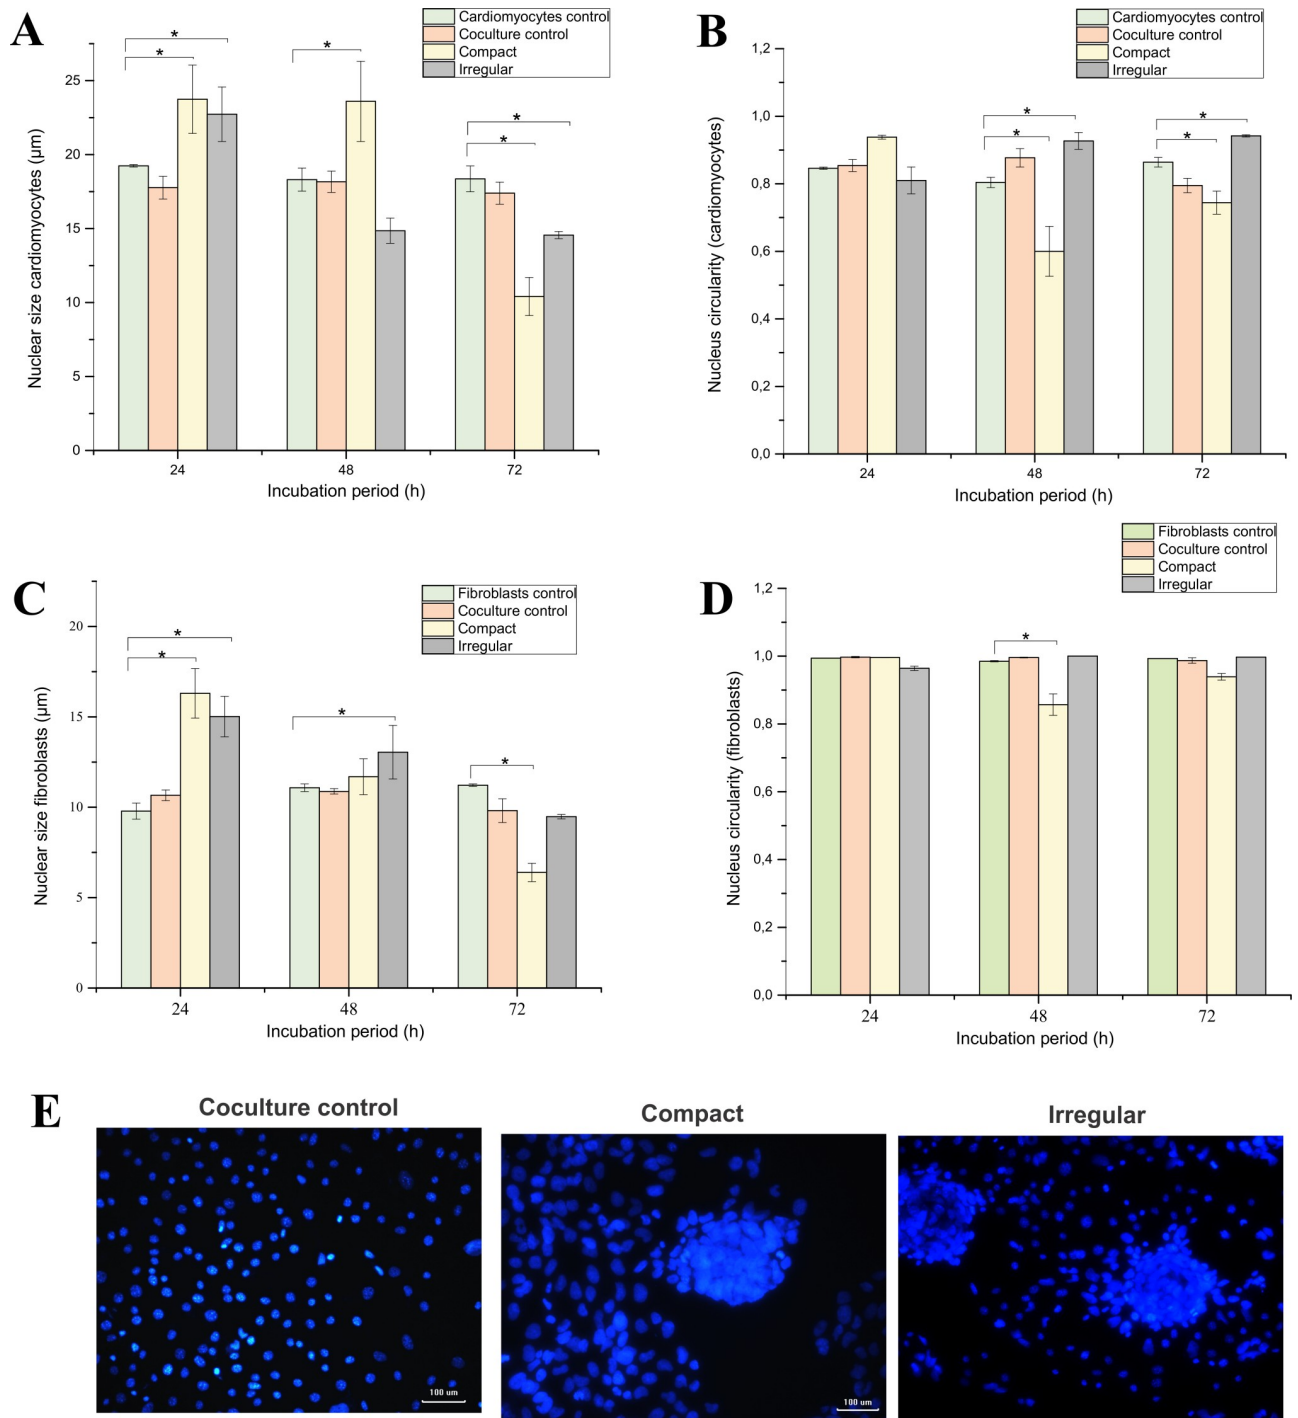 A
Cardiomyocytes control
Coculture control
Compact
Irregular
Nuclear size cardiomyocytes (μm)
25
20
15
10
5
0
* * * * *
24 48 72
Incubation period (h)
B
Cardiomyocytes control
Coculture control
Compact
Irregular
Nucleus circularity (cardiomyocytes)
1,2
1,0
0,8
0,6
0,4
0,2
0,0
* * * *
24 48 72
Incubation period (h)
C
Fibroblasts control
Coculture control
Compact
Irregular
Nuclear size fibroblasts (μm)
20
15
10
5
0
* * * *
24 48 72
Incubation period (h)
D
Fibroblasts control
Coculture control
Compact
Irregular
Nucleus circularity (fibroblasts)
1,2
1,0
0,8
0,6
0,4
0,2
0,0
*
24 48 72
Incubation period (h)
E
Coculture control
Compact
Irregular
100 um
100 um